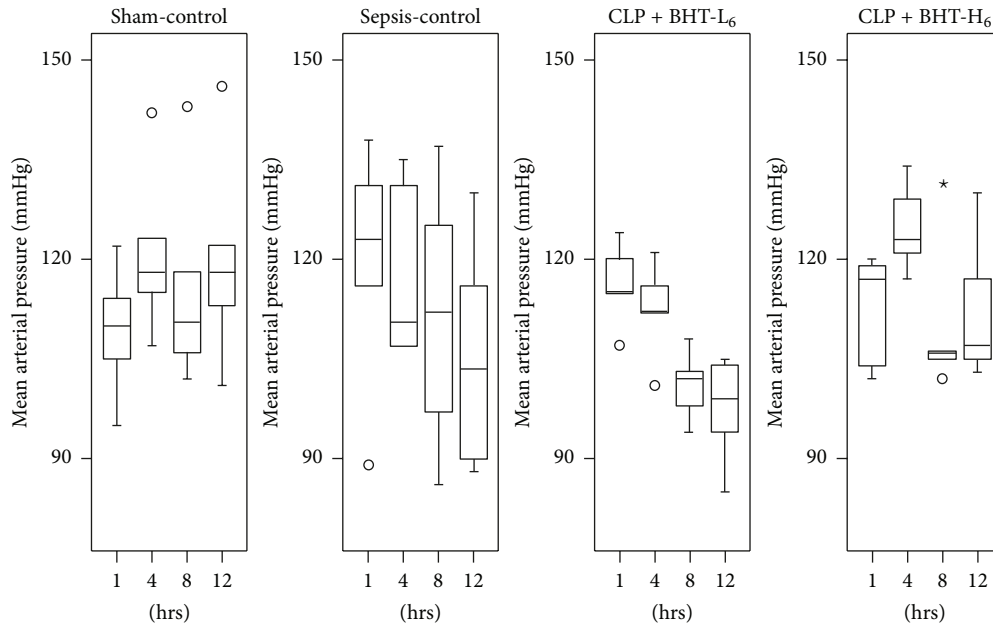 Sham-control
Mean arterial pressure (mmHg)
150
120
90
1 4 8 12
(hrs)
Sepsis-control
Mean arterial pressure (mmHg)
150
120
90
1 4 8 12
(hrs)
CLP + BHT-L6
Mean arterial pressure (mmHg)
150
120
90
1 4 8 12
(hrs)
CLP + BHT-H6
Mean arterial pressure (mmHg)
150
120
90
1 4 8 12
(hrs)